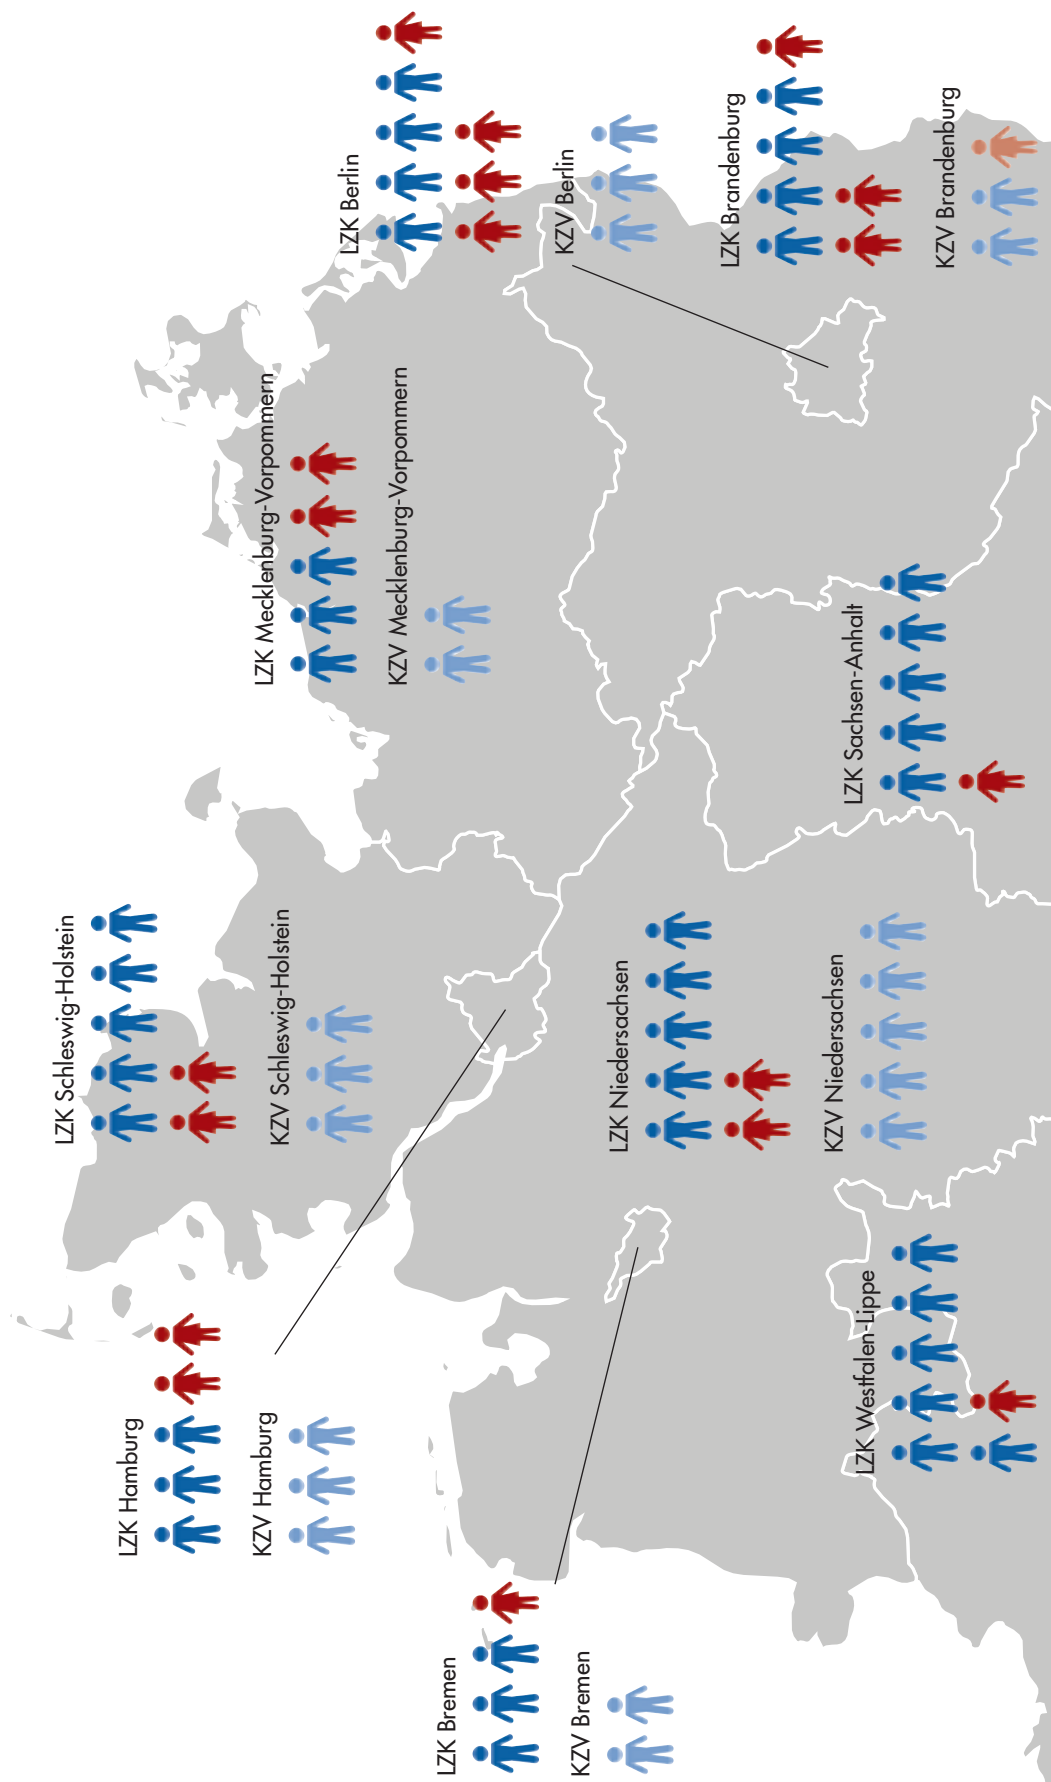 LZK Schleswig-Holstein
KZV Schleswig-Holstein
LZK Hamburg
KZV Hamburg
LZK Mecklenburg-Vorpommern
KZV Mecklenburg-Vorpommern
LZK Bremen
KZV Bremen
LZK Berlin
KZV Berlin
LZK Niedersachsen
KZV Niedersachsen
LZK Brandenburg
KZV Brandenburg
LZK Sachsen-Anhalt
LZK Westfalen-Lippe